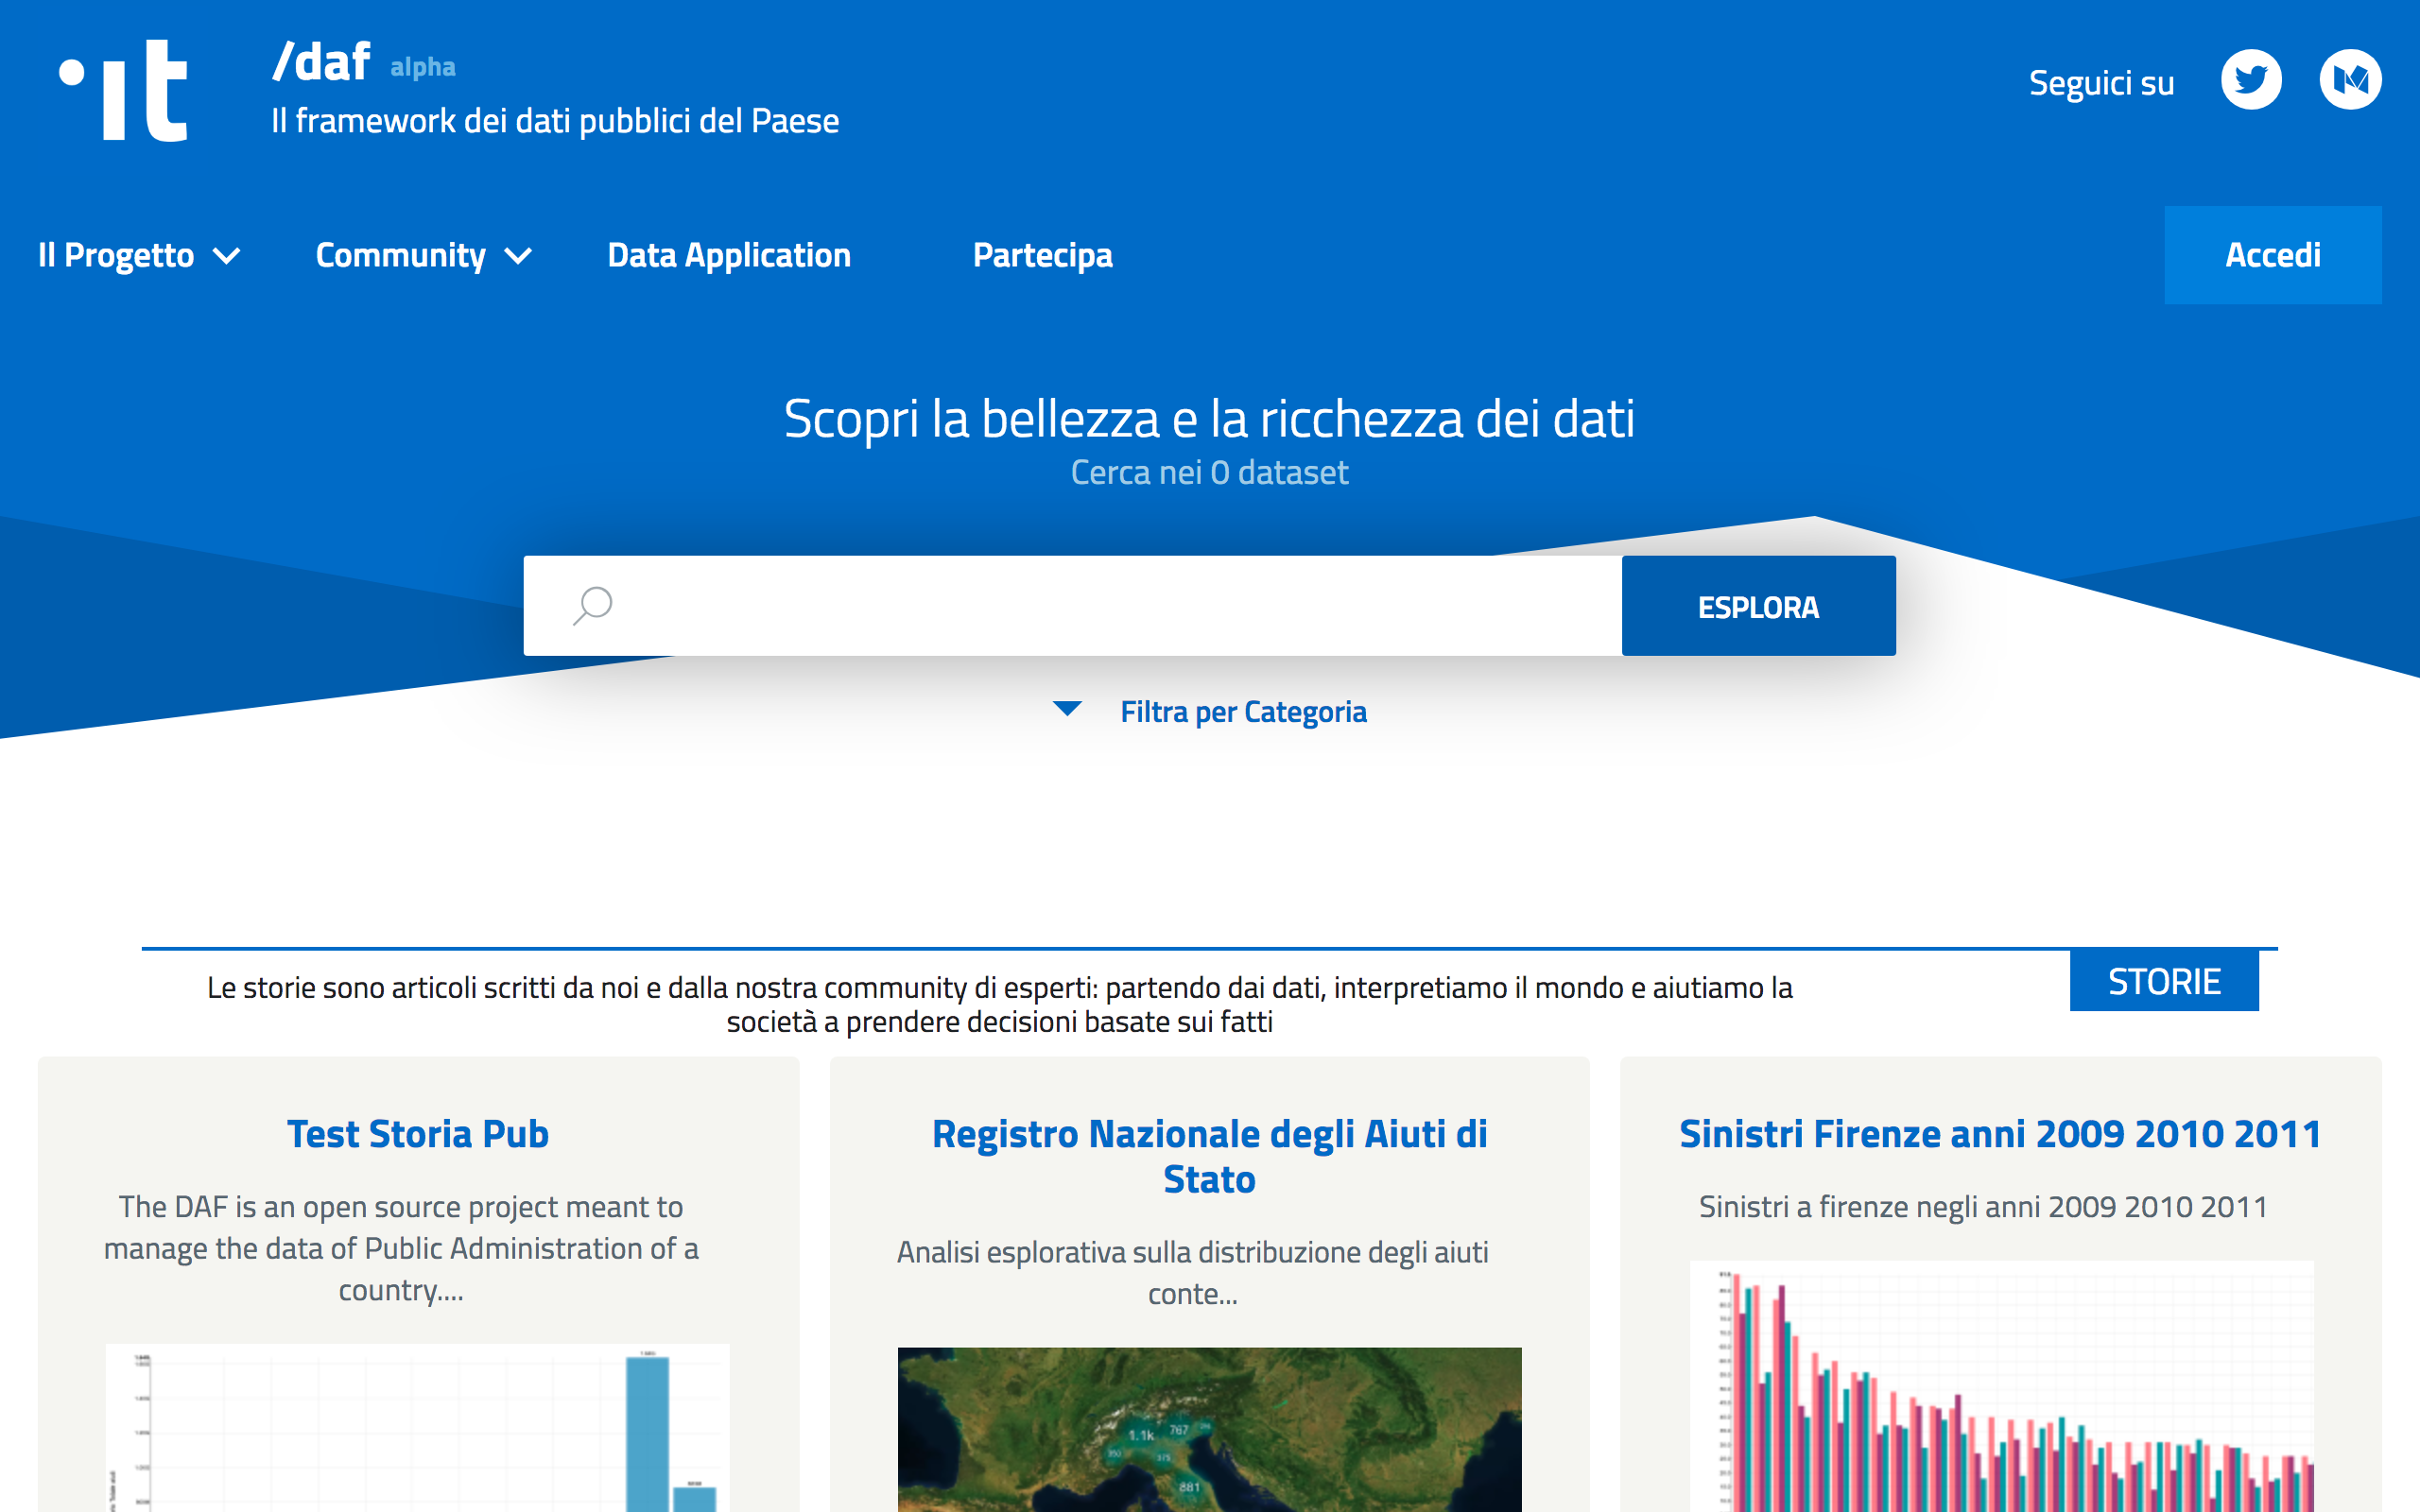 ·it
/daf alpha
Il framework dei dati pubblici del Paese
Seguici su
Il Progetto
Community
Data Application
Partecipa
Accedi
Scopri la bellezza e la ricchezza dei dati
Cerca nei 0 dataset
ESPLORA
Filtra per Categoria
STORIE
Le storie sono articoli scritti da noi e dalla nostra community di esperti: partendo dai dati, interpretiamo il mondo e aiutiamo la
società a prendere decisioni basate sui fatti
Test Storia Pub
The DAF is an open source project meant to
manage the data of Public Administration of a
country....
Registro Nazionale degli Aiuti di
Stato
Analisi esplorativa sulla distribuzione degli aiuti
conte...
1.1k
767
350
375
881
Sinistri Firenze anni 2009 2010 2011
Sinistri a firenze negli anni 2009 2010 2011